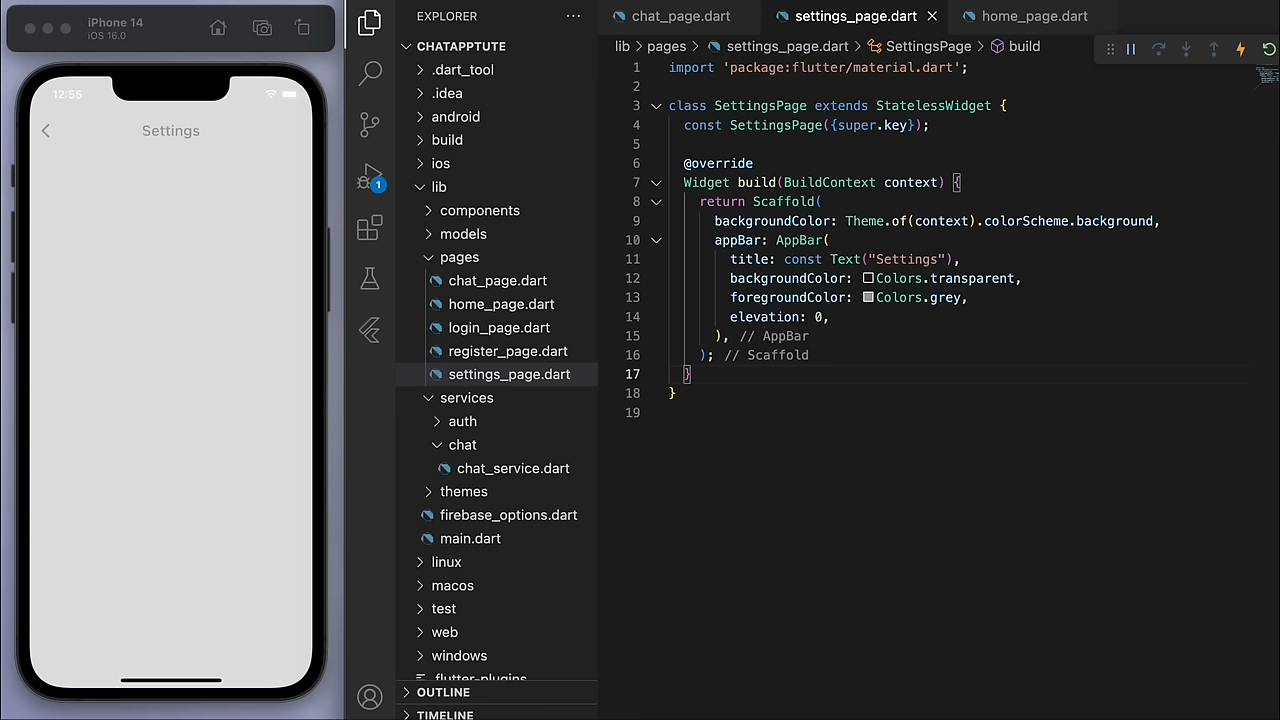 iPhone 14
iOS 16.0
12:55
Settings
EXPLORER
CHATAPPTUTE
.dart_tool
.idea
android
build
ios
lib
components
models
pages
chat_page.dart
home_page.dart
login_page.dart
register_page.dart
settings_page.dart
services
auth
chat
chat_service.dart
themes
firebase_options.dart
main.dart
linux
macos
test
web
windows
.flutter-plugins
OUTLINE
TIMELINE
1
chat_page.dart
settings_page.dart
home_page.dart
lib > pages > settings_page.dart > SettingsPage > build
1 import 'package:flutter/material.dart';
2
3 class SettingsPage extends StatelessWidget {
4 const SettingsPage({super.key});
5
6 @override
7 Widget build(BuildContext context) {
8 return Scaffold(
9 backgroundColor: Theme.of(context).colorScheme.background,
10 appBar: AppBar(
11 title: const Text("Settings"),
12 backgroundColor: Colors.transparent,
13 foregroundColor: Colors.grey,
14 elevation: 0,
15 ), // AppBar
16 ); // Scaffold
17 }
18 }
19